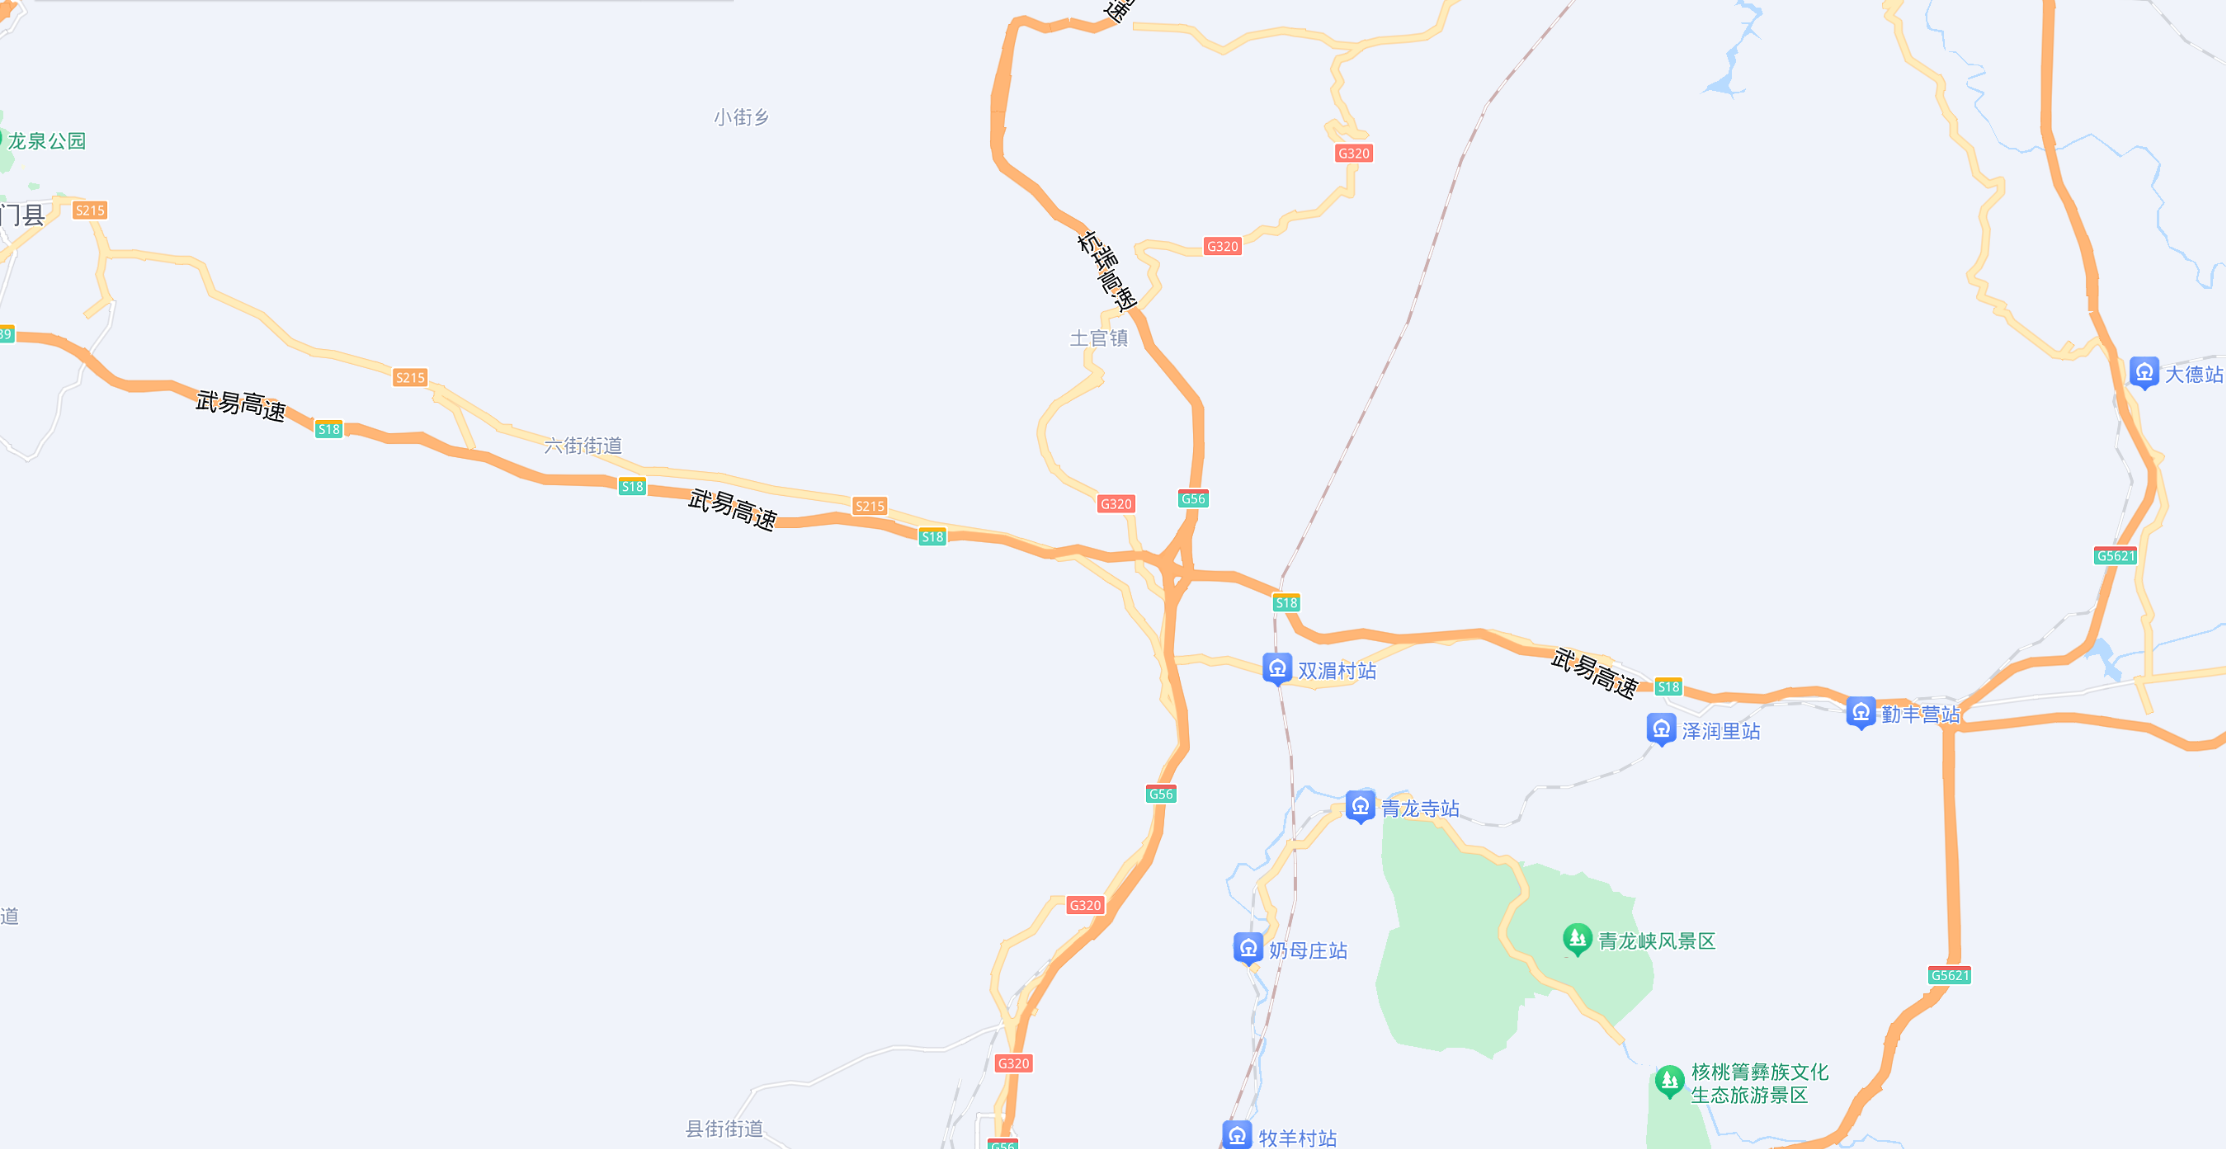 速
小街乡
龙泉公园
G320
S215
门县
杭瑞高速
G320
土官镇
大德站
S215
武易高速
S18
六街街道
S18
武易高速
S215
G320
G56
S18
G5621
S18
双湄村站
武易高速
S18
泽润里站
勤丰营站
G56
青龙寺站
G320
道
青龙峡风景区
奶母庄站
G5621
G320
核桃箐彝族文化
生态旅游景区
县街街道
牧羊村站
G56